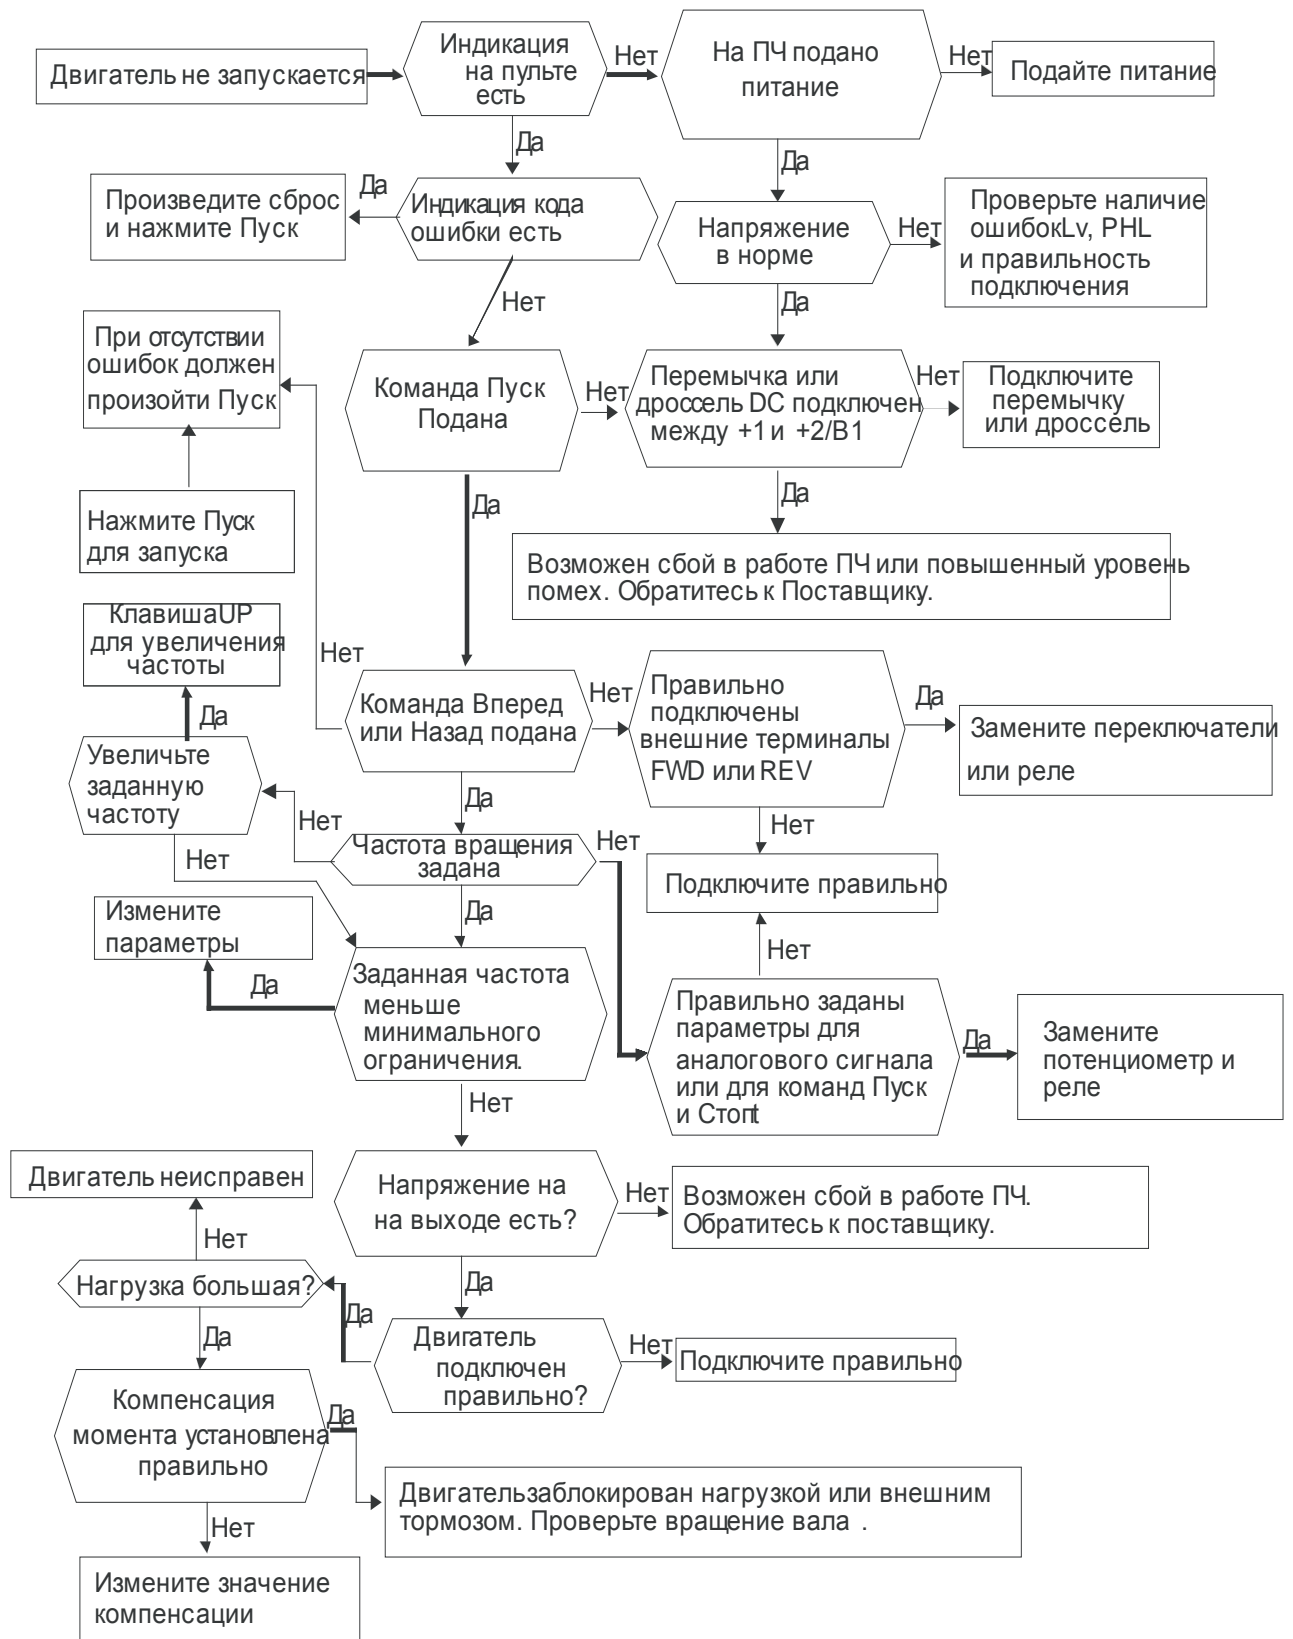 Двигатель не запускается
Индикация
на пульте
есть
Нет
На ПЧ подано
питание
Нет
Подайте питание
Да
Да
Произведите сброс
и нажмите Пуск
Да
Индикация кода
ошибки есть
Напряжение
в норме
Нет
Проверьте наличие
ошибокLv, PHL
и правильность
подключения
Нет
Да
При отсутствии
ошибок должен
произойти Пуск
Команда Пуск
Подана
Нет
Перемычка или
дроссель DC подключен
между +1 и +2/B1
Нет
Подключите
перемычку
или дроссель
Да
Да
Нажмите Пуск
для запуска
Возможен сбой в работе ПЧ или повышенный уровень
помех. Обратитесь к Поставщику.
КлавишаUP
для увеличения
частоты
Нет
Команда Вперед
или Назад подана
Нет
Правильно
подключены
внешние терминалы
FWD или REV
Да
Замените переключатели
или реле
Да
Увеличьте
заданную
частоту
Да
Нет
Нет
Нет
Частота вращения
задана
Нет
Подключите правильно
Да
Измените
параметры
Нет
Да
Заданная частота
меньше
минимального
ограничения.
Правильно заданы
параметры для
аналогового сигнала
или для команд Пуск
и Стопt
Да
Замените
потенциометр и
реле
Нет
Двигатель неисправен
Напряжение на
на выходе есть?
Нет
Возможен сбой в работе ПЧ.
Обратитесь к поставщику.
Нет
Нагрузка большая?
Да
Да
Да
Двигатель
подключен
правильно?
Нет
Подключите правильно
Компенсация
момента установлена
правильно
Да
Двигательзаблокирован нагрузкой или внешним
тормозом. Проверьте вращение вала .
Нет
Измените значение
компенсации